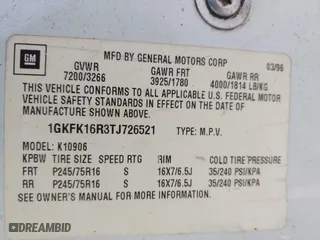 GM
MFD BY GENERAL MOTORS CORP 03/96
GVWR GAWR FRT GAWR RR
7200/3266 3925/1780 4000/1814 LB/KG
THIS VEHICLE CONFORMS TO ALL APPLICABLE U.S. FEDERAL MOTOR
VEHICLE SAFETY STANDARDS IN EFFECT ON THE DATE OF
MANUFACTURE SHOWN ABOVE.
1GKFK16R3TJ726521 TYPE: M.P.V.
MODEL: K10906
KPBW TIRE SIZE SPEED RTG RIM COLD TIRE PRESSURE
FRT P245/75R16 S 16X7/6.5J 35/240 PSI/KPA
RR P245/75R16 S 16X7/6.5J 35/240 PSI/KPA
SEE OWNER'S MANUAL FOR MORE INFORMATION.
DREAMBID